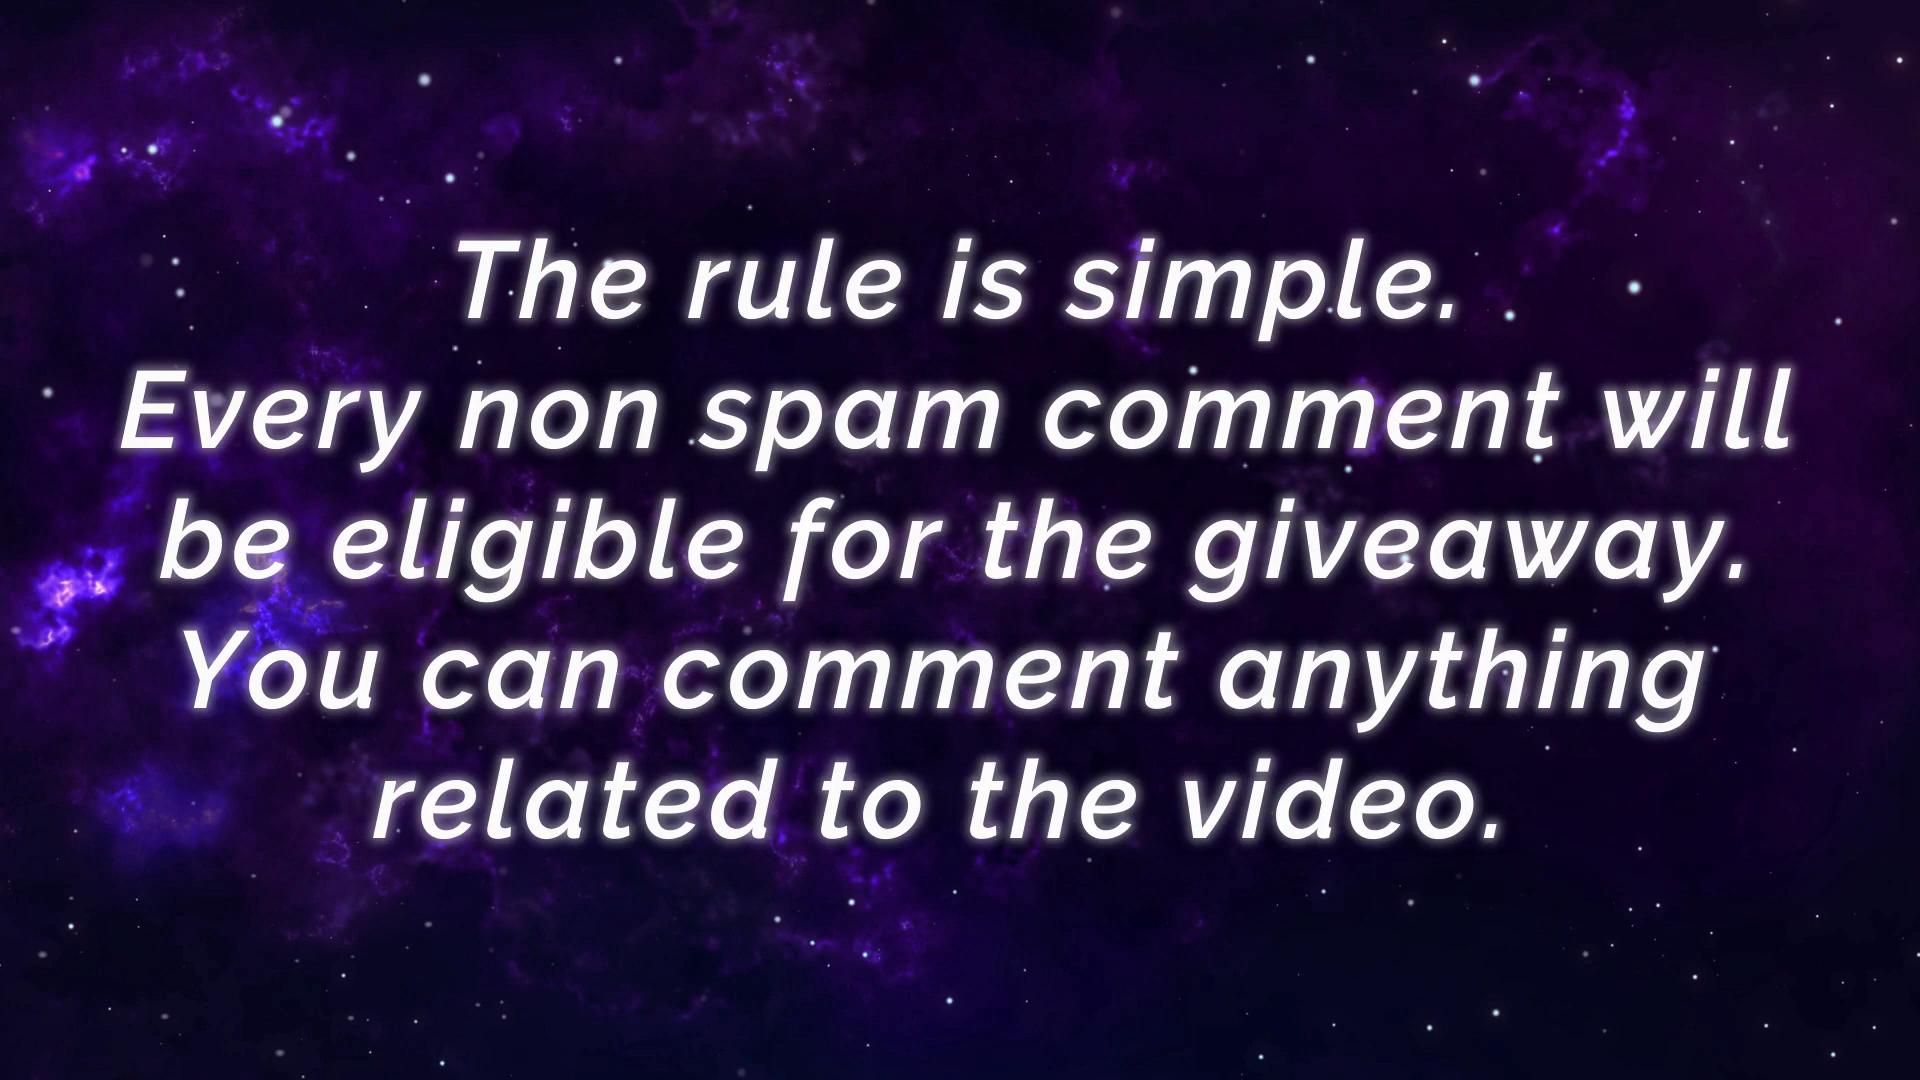 The rule is simple.
Every non spam comment will
be eligible for the giveaway.
You can comment anything
related to the video.